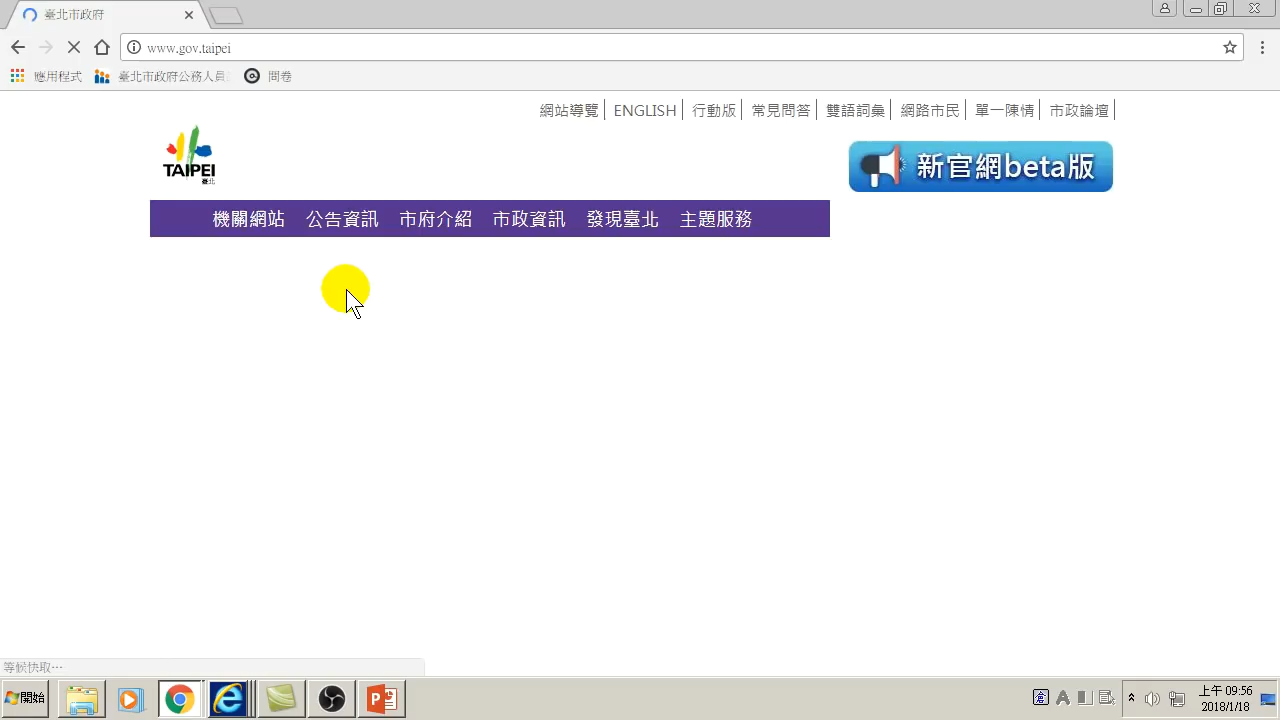 臺北市政府
www.gov.taipei
應用程式 臺北市政府公務人員 問卷
網站導覽 ENGLISH 行動版 常見問答 雙語詞彙 網路市民 單一陳情 市政論壇
TAIPEI
臺北
新官網beta版
機關網站 公告資訊 市府介紹 市政資訊 發現臺北 主題服務
等候快取…
開始
上午 09:56
2018/1/18